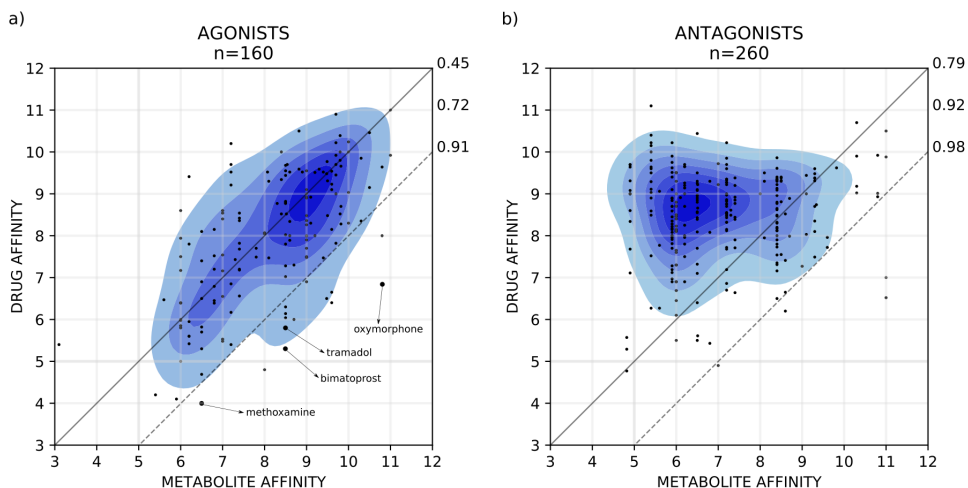 a)
AGONISTS
n=160
12
11
10
9
8
7
6
5
4
3
3 4 5 6 7 8 9 10 11 12
DRUG AFFINITY
METABOLITE AFFINITY
0.45
0.72
0.91
oxymorphone
tramadol
bimatoprost
methoxamine
b)
ANTAGONISTS
n=260
12
11
10
9
8
7
6
5
4
3
3 4 5 6 7 8 9 10 11 12
DRUG AFFINITY
METABOLITE AFFINITY
0.79
0.92
0.98